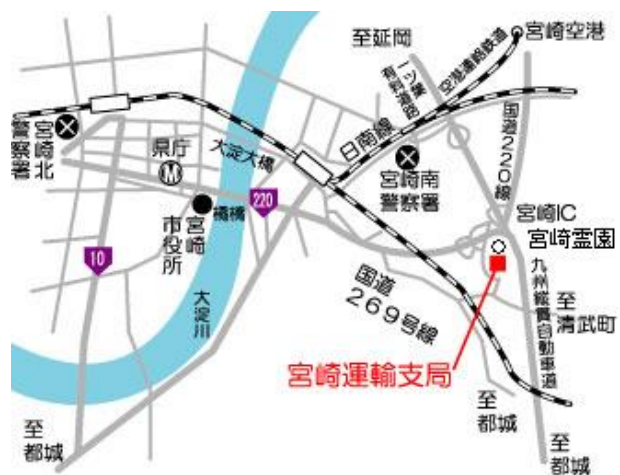 至延岡
宮崎空港
一ツ葉
有料道路
空港連絡鉄道
国道220線
日南線
宮崎北
警察署
県庁
M
大淀大橋
宮崎南
警察署
橘橋
220
宮崎
市役所
宮崎IC
宮崎霊園
10
大淀川
国道
269号線
九州縦貫自動車道
至
清武町
宮崎運輸支局
至
都城
至
都城
至
都城